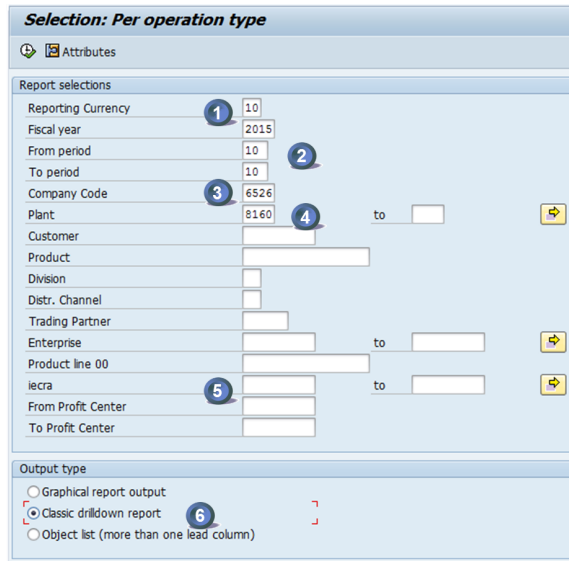 Selection: Per operation type
Attributes
Report selections
Reporting Currency 1 10
Fiscal year 2015
From period 10 2
To period 10
Company Code 3 6526
Plant 8160 4 to
Customer
Product
Division
Distr. Channel
Trading Partner
Enterprise to
Product line 00
iecra 5 to
From Profit Center
To Profit Center
Output type
Graphical report output
Classic drilldown report 6
Object list (more than one lead column)